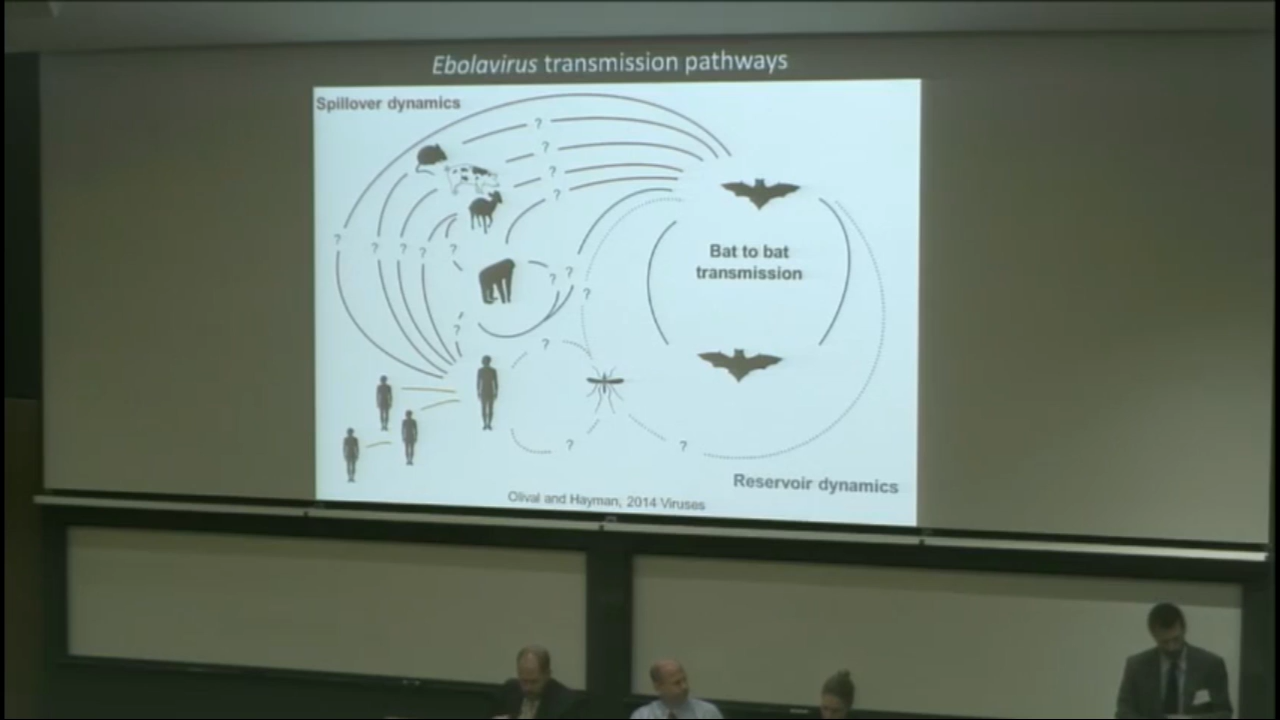 Ebolavirus transmission pathways
Spillover dynamics
?
?
?
?
?
?
?
?
?
?
?
?
?
Bat to bat
transmission
?
?
?
Reservoir dynamics
Olival and Hayman, 2014 Viruses